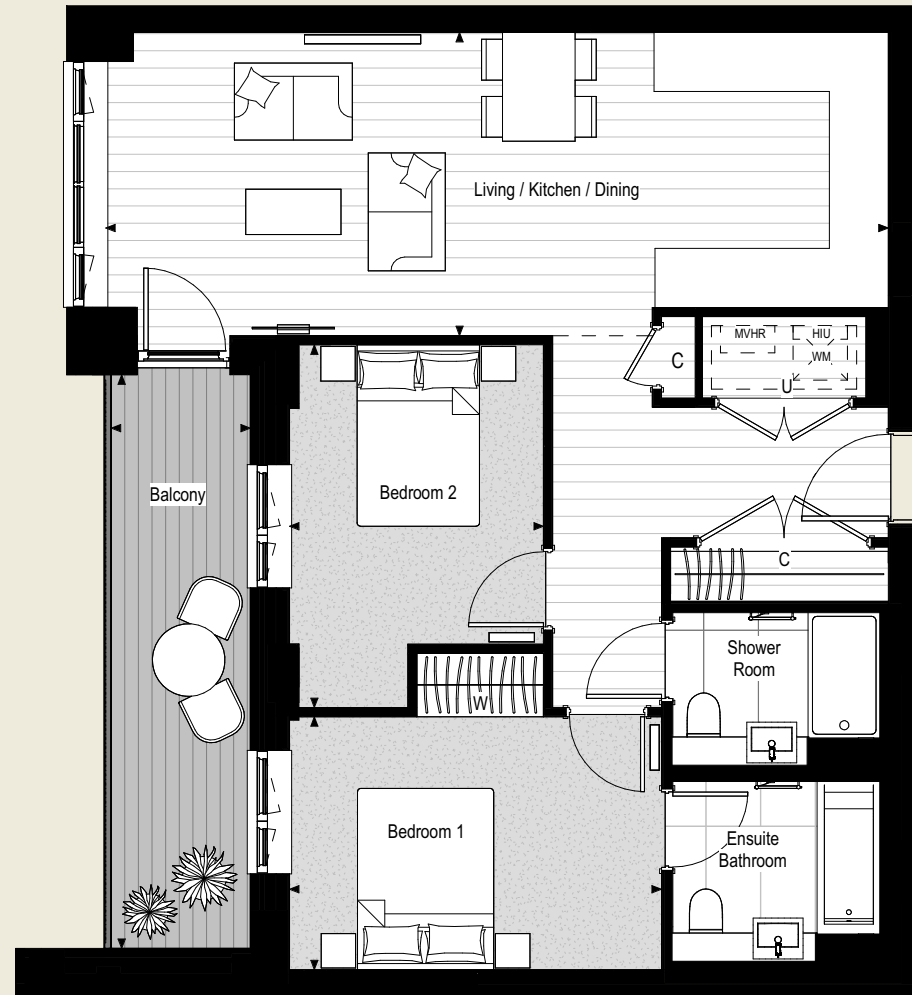 Living / Kitchen / Dining
MVHR
HIU
WM
C
U
Bedroom 2
Balcony
C
Shower
Room
W
Bedroom 1
Ensuite
Bathroom